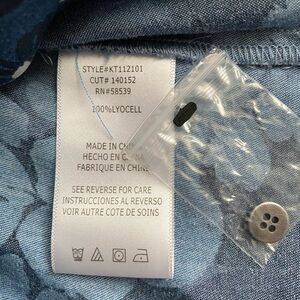 STYLE#KT112101
CUT# 140152
RN#58539
100%LYOCELL
MADE IN CHINA
HECHO EN CHINA
FABRIQUE EN CHINE
SEE REVERSE FOR CARE
INSTRUCCIONES AL REVERSO
VOIR AUTRE COTE DE SOINS